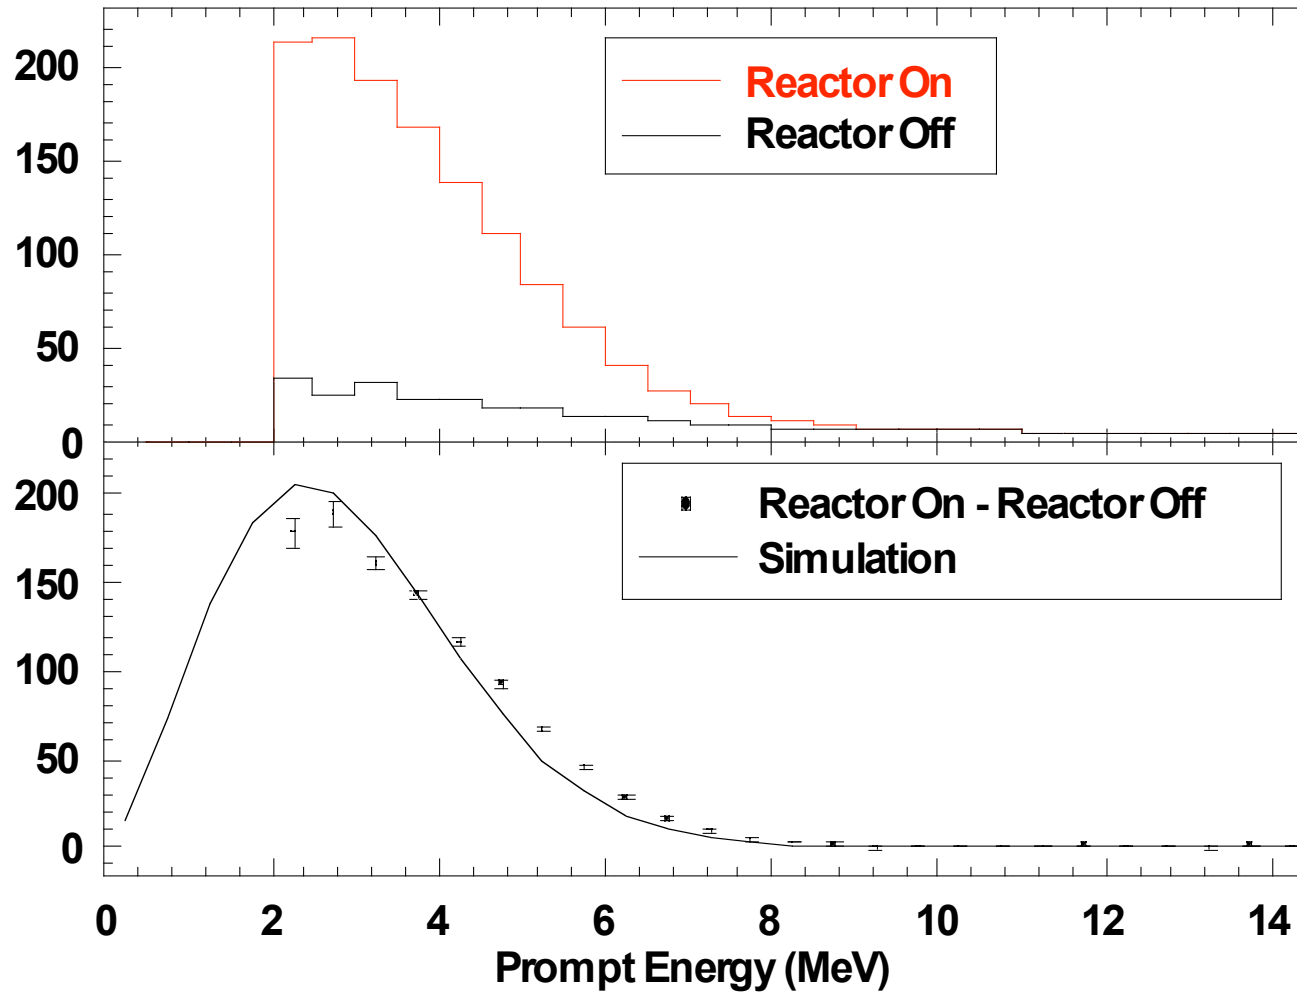 200
150
100
50
0
Reactor On
Reactor Off
200
150
100
50
0
Reactor On - Reactor Off
Simulation
0 2 4 6 8 10 12 14
Prompt Energy (MeV)